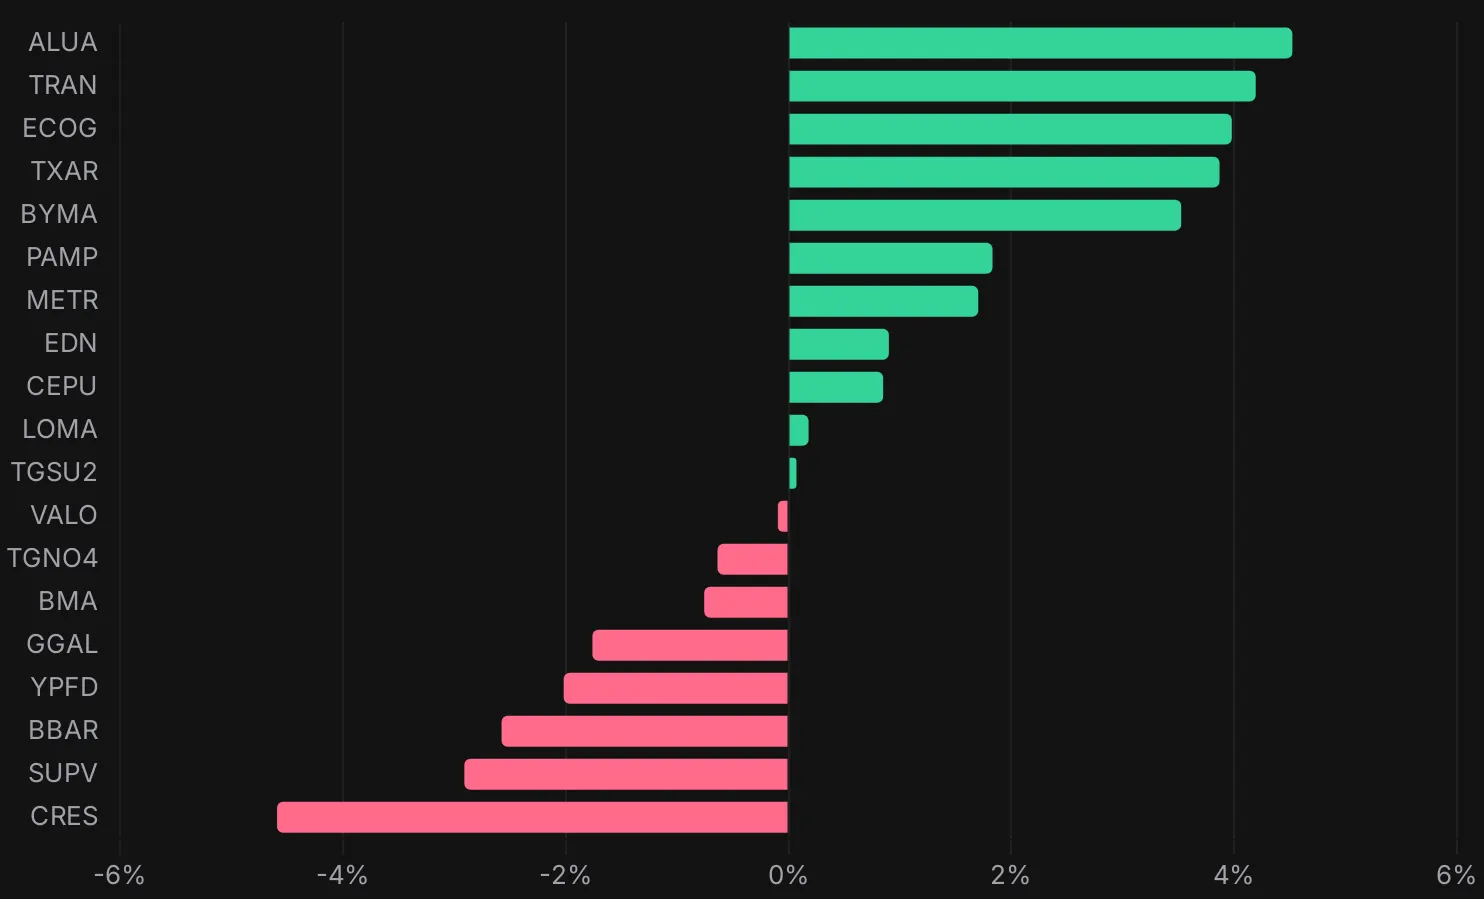 ALUA
TRAN
ECOG
TXAR
BYMA
PAMP
METR
EDN
CEPU
LOMA
TGSU2
VALO
TGNO4
BMA
GGAL
YPFD
BBAR
SUPV
CRES
-6% -4% -2% 0% 2% 4% 6%